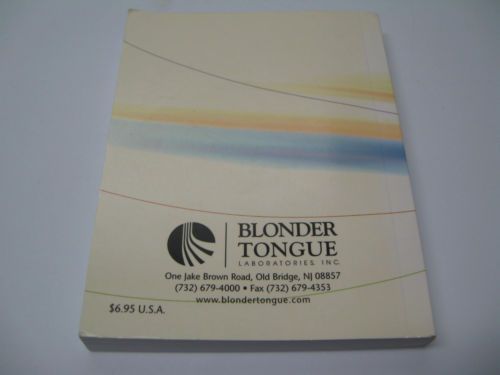 BLONDER
TONGUE
LABORATORIES, INC.
One Jake Brown Road, Old Bridge, NJ 08857
(732) 679-4000 • Fax (732) 679-4353
www.blondertongue.com
$6.95 U.S.A.